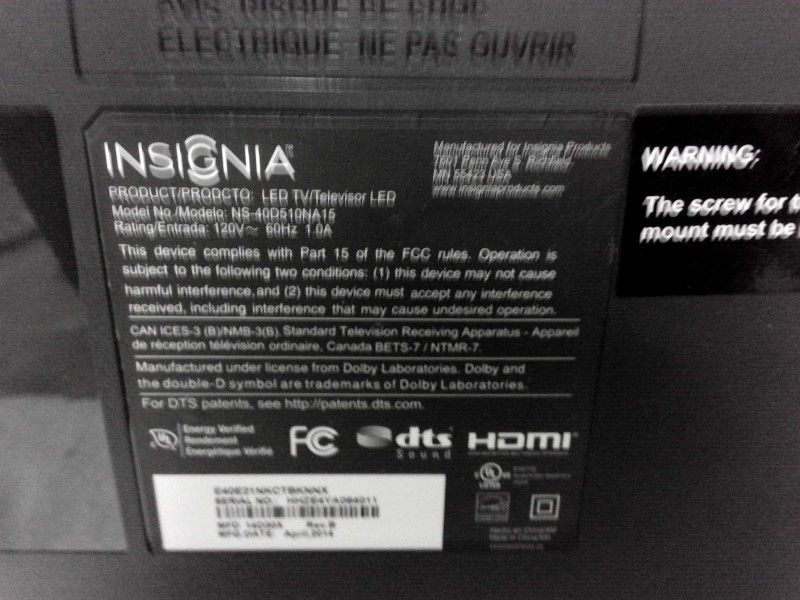 ELECTRIQUE NE PAS OUVRIR
INSIGNIA
Manufactured for Insignia Products
7601 Penn Ave S. Richfield,
MN 55423 USA
www.insigniaproducts.com
PRODUCT/PRODCTO: LED TV/Televisor LED
Model No./Modelo: NS-40D510NA15
Rating/Entrada: 120V~ 60Hz 1.0A
This device complies with Part 15 of the FCC rules. Operation is
subject to the following two conditions: (1) this device may not cause
harmful interference,and (2) this device must accept any interference
received, including interference that may cause undesired operation.
CAN ICES-3 (B)/NMB-3(B). Standard Television Receiving Apparatus - Appareil
de réception télévision ordinaire, Canada BETS-7 / NTMR-7.
Manufactured under license from Dolby Laboratories. Dolby and
the double-D symbol are trademarks of Dolby Laboratories.
For DTS patents, see http://patents.dts.com.
Energy Verified
Rendement
Énergétique Vérifié
FC
dts
Sound
HDMI
E40E21NKCTBKNNX
SERIAL NO.:
Rev.B
MFG.DATE: April,2014
WARNING:
The screw for t
mount must be